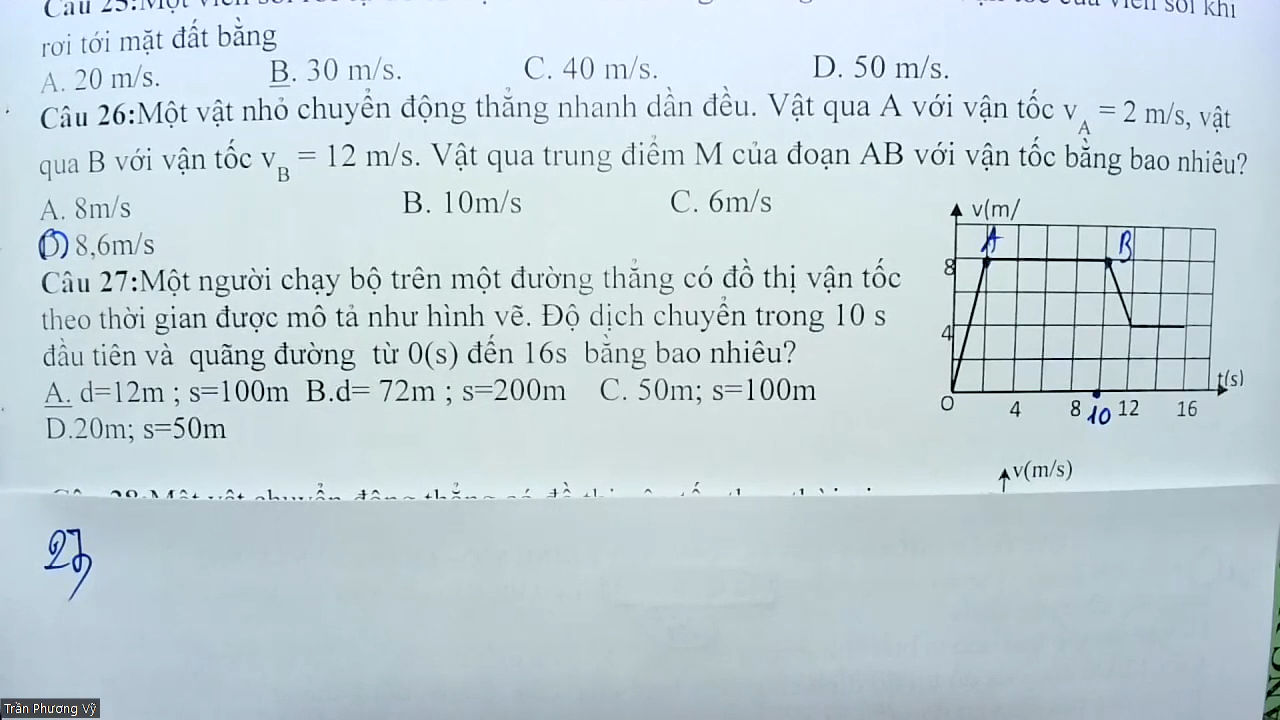 rơi tới mặt đất bằng
A. 20 m/s. B. 30 m/s. C. 40 m/s. D. 50 m/s.
Câu 26:Một vật nhỏ chuyển động thẳng nhanh dần đều. Vật qua A với vận tốc v_A = 2 m/s, vật
qua B với vận tốc v_B = 12 m/s. Vật qua trung điểm M của đoạn AB với vận tốc bằng bao nhiêu?
A. 8m/s B. 10m/s C. 6m/s
D 8,6m/s
Câu 27:Một người chạy bộ trên một đường thẳng có đồ thị vận tốc
theo thời gian được mô tả như hình vẽ. Độ dịch chuyển trong 10 s
đầu tiên và quãng đường từ 0(s) đến 16s bằng bao nhiêu?
A. d=12m ; s=100m B.d= 72m ; s=200m C. 50m; s=100m
D.20m; s=50m
v(m/
A B
8
4
t(s)
O 4 8 10 12 16
v(m/s)
27
Trần Phương Vỹ